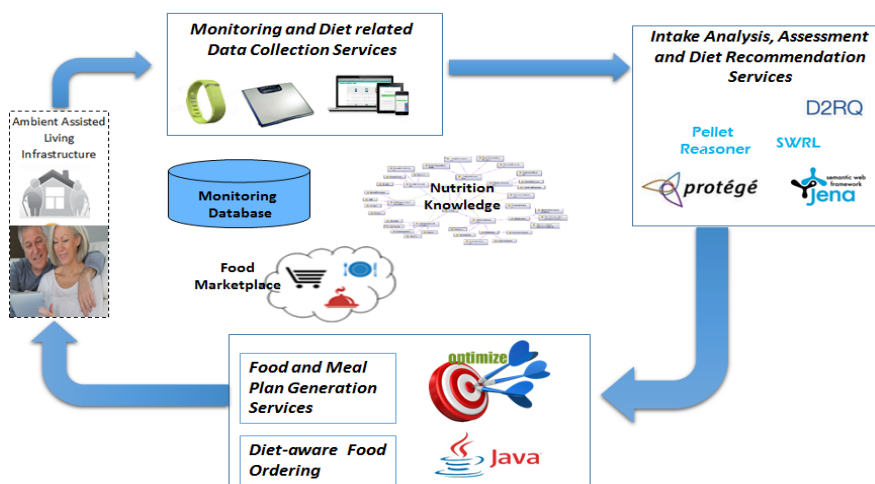 Monitoring and Diet related
Data Collection Services
Intake Analysis, Assessment
and Diet Recommendation
Services
D2RQ
Pellet
Reasoner
SWRL
protégé
semantic web
framework
jena
Ambient Assisted
Living
Infrastructure
Monitoring
Database
Nutrition
Knowledge
Food
Marketplace
Food and Meal
Plan Generation
Services
optimize
Diet-aware Food
Ordering
Java